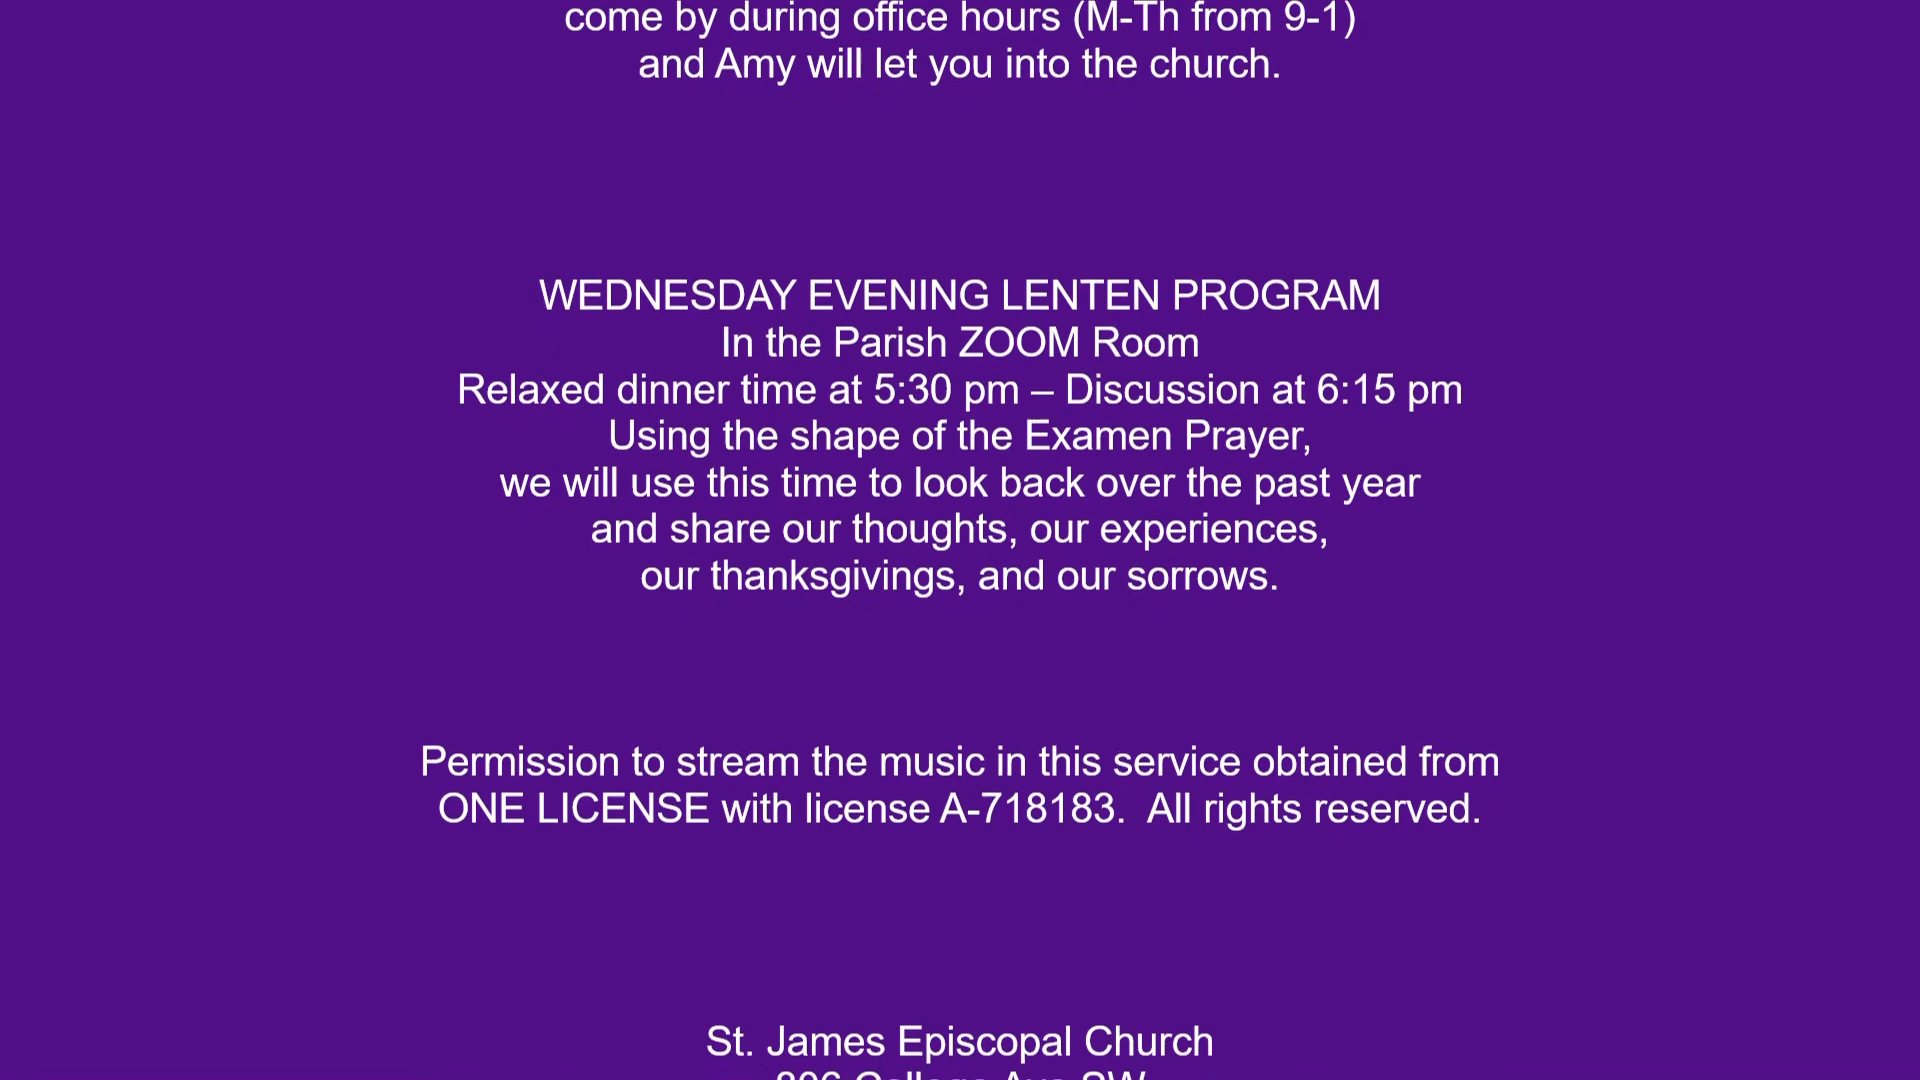 come by during office hours (M-Th from 9-1)
and Amy will let you into the church.
WEDNESDAY EVENING LENTEN PROGRAM
In the Parish ZOOM Room
Relaxed dinner time at 5:30 pm – Discussion at 6:15 pm
Using the shape of the Examen Prayer,
we will use this time to look back over the past year
and share our thoughts, our experiences,
our thanksgivings, and our sorrows.
Permission to stream the music in this service obtained from
ONE LICENSE with license A-718183.  All rights reserved.
St. James Episcopal Church
806 College Ave SW